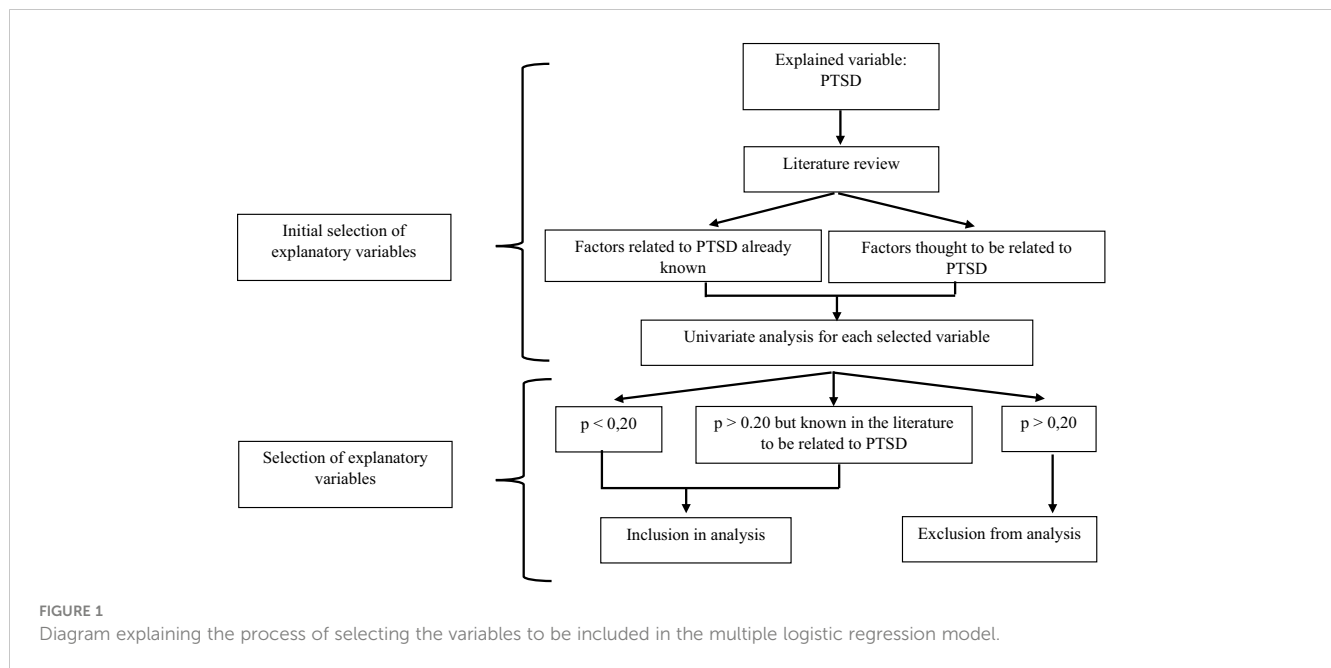 Explained variable:
PTSD
Literature review
Initial selection of
explanatory variables
Factors related to PTSD already
known
Factors thought to be related to
PTSD
Univariate analysis for each selected variable
p < 0,20
p > 0.20 but known in the literature
to be related to PTSD
p > 0,20
Selection of explanatory
variables
Inclusion in analysis
Exclusion from analysis
FIGURE 1
Diagram explaining the process of selecting the variables to be included in the multiple logistic regression model.